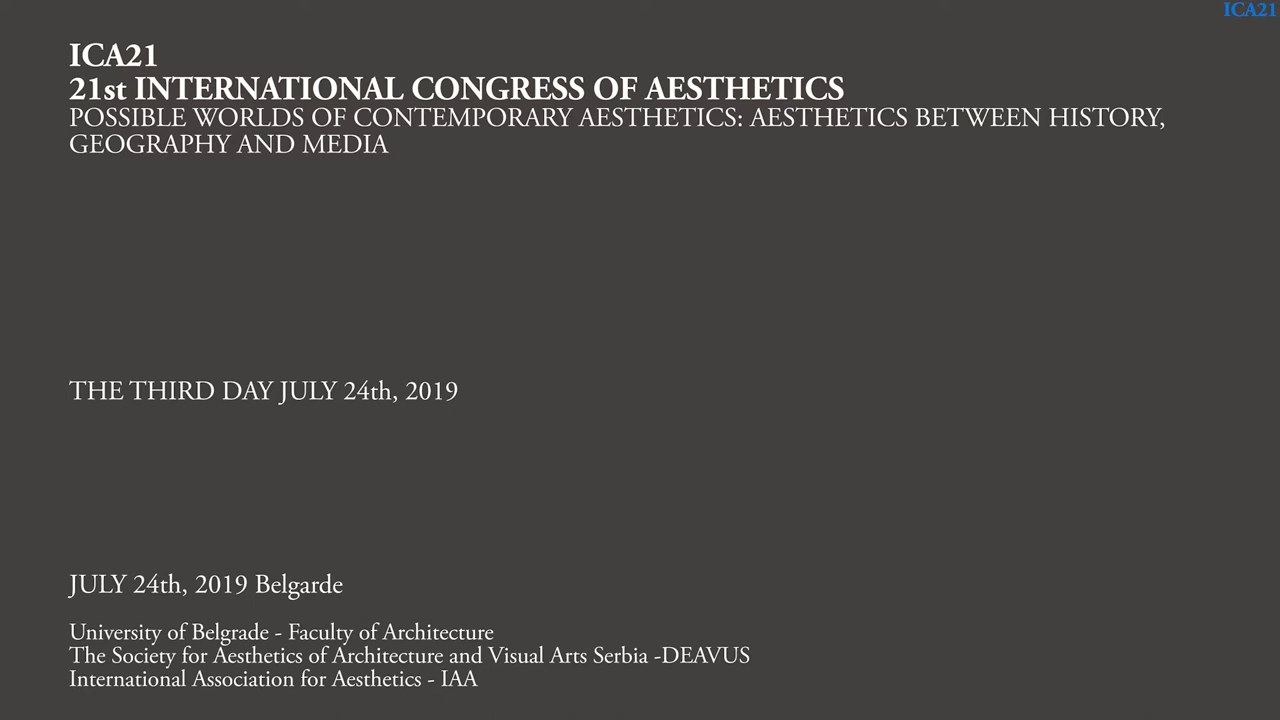 ICA21
ICA21
21st INTERNATIONAL CONGRESS OF AESTHETICS
POSSIBLE WORLDS OF CONTEMPORARY AESTHETICS: AESTHETICS BETWEEN HISTORY,
GEOGRAPHY AND MEDIA
THE THIRD DAY JULY 24th, 2019
JULY 24th, 2019 Belgarde
University of Belgrade - Faculty of Architecture
The Society for Aesthetics of Architecture and Visual Arts Serbia -DEAVUS
International Association for Aesthetics - IAA